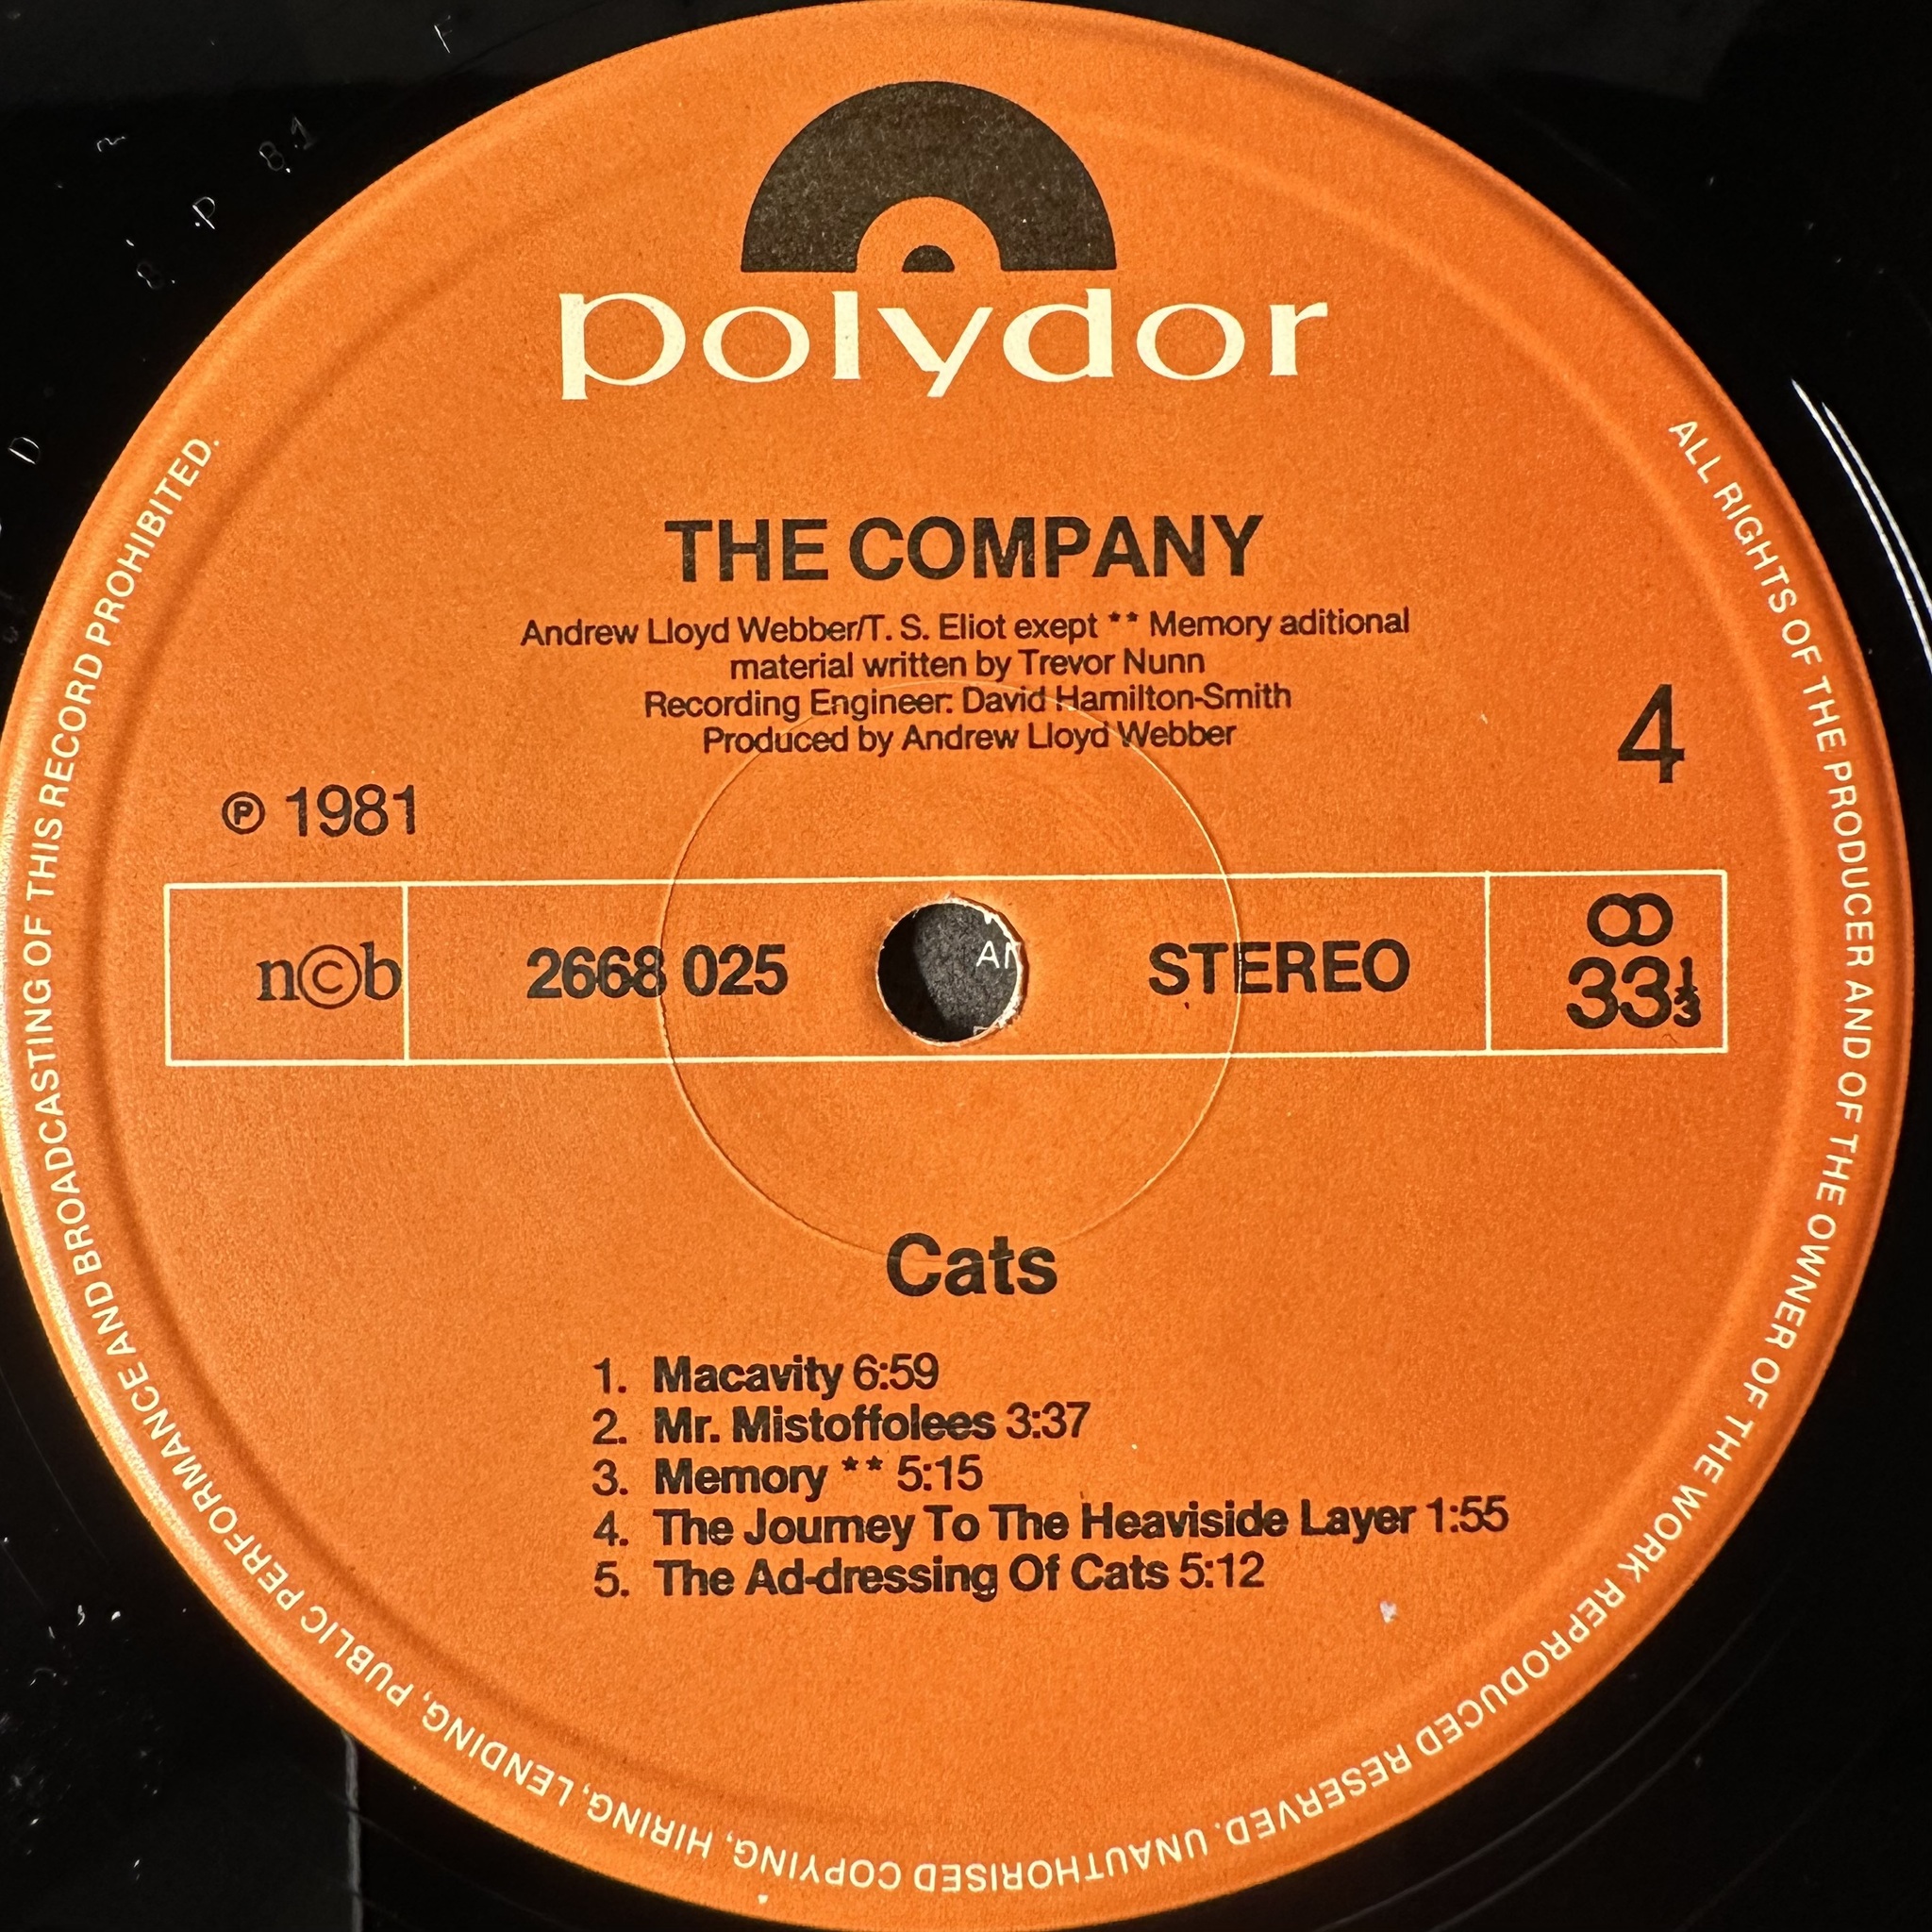 polydor
THE COMPANY
Andrew Lloyd Webber/T. S. Eliot exept ** Memory aditional
material written by Trevor Nunn
Recording Engineer: David Hamilton-Smith
Produced by Andrew Lloyd Webber
4
℗ 1981
n©b
2668 025
STEREO
33⅓
Cats
1. Macavity 6:59
2. Mr. Mistoffolees 3:37
3. Memory ** 5:15
4. The Journey To The Heaviside Layer 1:55
5. The Ad-dressing Of Cats 5:12
ALL RIGHTS OF THE PRODUCER AND OF THE OWNER OF THE WORK REPRODUCED RESERVED. UNAUTHORISED COPYING, HIRING, LENDING, PUBLIC PERFORMANCE AND BROADCASTING OF THIS RECORD PROHIBITED.